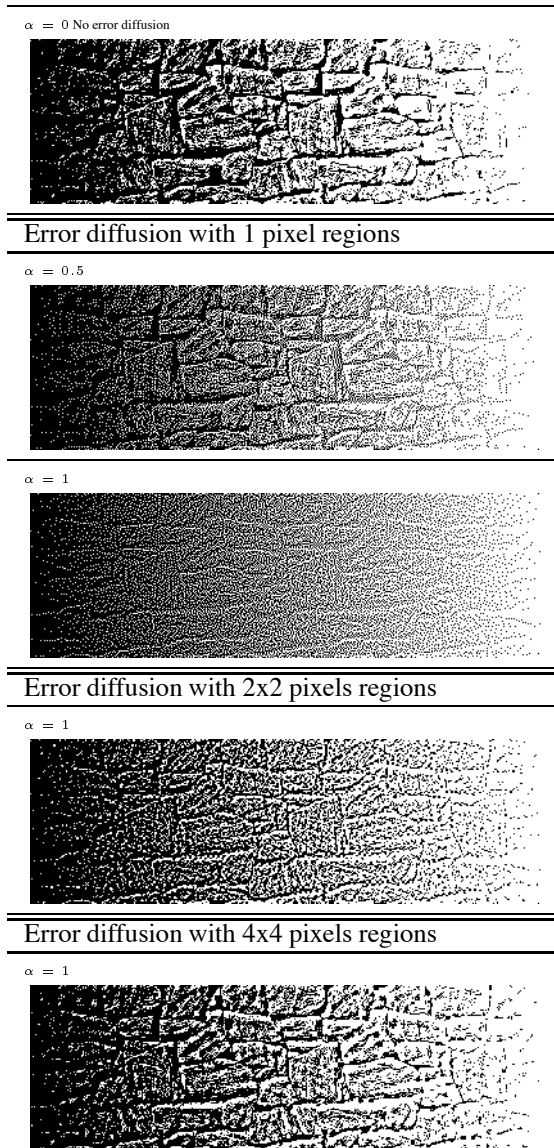 α = 0 No error diffusion
Error diffusion with 1 pixel regions
α = 0.5
α = 1
Error diffusion with 2x2 pixels regions
α = 1
Error diffusion with 4x4 pixels regions
α = 1